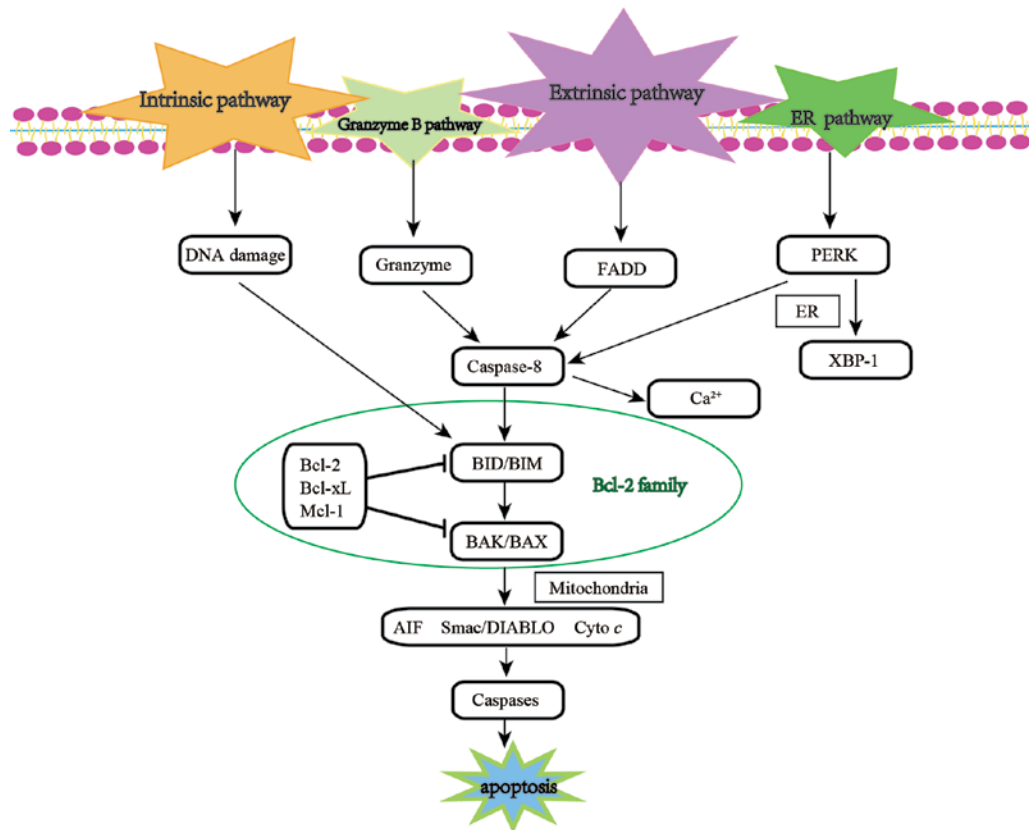 Intrinsic pathway
Granzyme B pathway
Extrinsic pathway
ER pathway
DNA damage
Granzyme
FADD
PERK
ER
XBP-1
Caspase-8
Ca²⁺
Bcl-2
Bcl-xL
Mcl-1
BID/BIM
Bcl-2 family
BAK/BAX
Mitochondria
AIF Smac/DIABLO Cyto c
Caspases
apoptosis